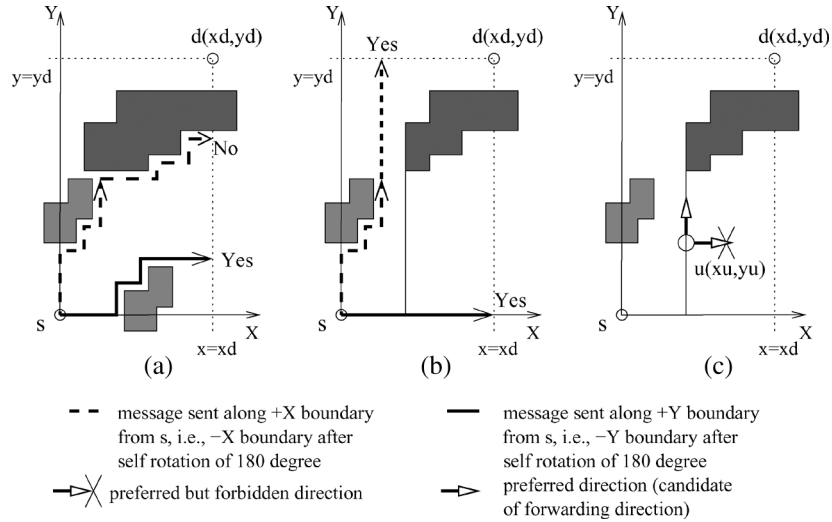 Y
d(xd,yd)
y=yd
No
Yes
s
X
x=xd
(a)
Y
d(xd,yd)
Yes
y=yd
Yes
s
X
x=xd
(b)
Y
d(xd,yd)
y=yd
u(xu,yu)
s
X
x=xd
(c)
message sent along +X boundary
from s, i.e., −X boundary after
self rotation of 180 degree
preferred but forbidden direction
message sent along +Y boundary
from s, i.e., −Y boundary after
self rotation of 180 degree
preferred direction (candidate
of forwarding direction)